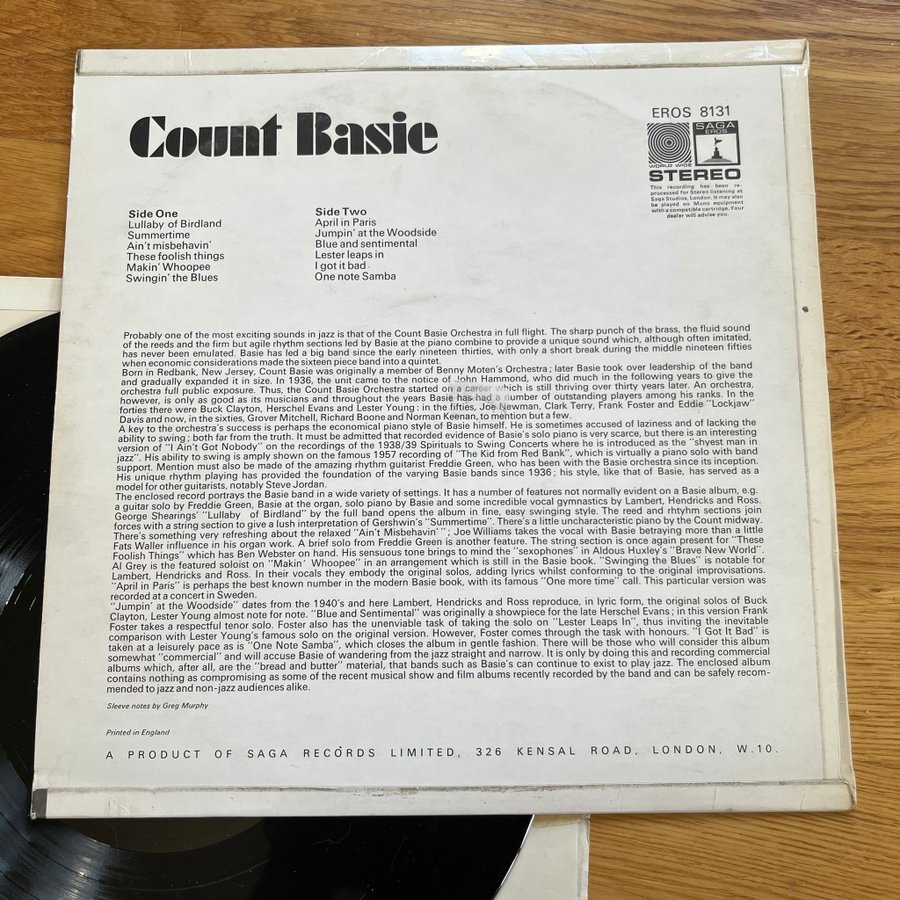 Count Basie
EROS 8131
SAGA
EROS
WORLD WIDE
STEREO
This recording has been re-
processed for Stereo listening at
Saga Studios, London. It may also
be played on Mono equipment
with a compatible cartridge. Your
dealer will advise you.
Side One
Lullaby of Birdland
Summertime
Ain't misbehavin'
These foolish things
Makin' Whoopee
Swingin' the Blues
Side Two
April in Paris
Jumpin' at the Woodside
Blue and sentimental
Lester leaps in
I got it bad
One note Samba
Probably one of the most exciting sounds in jazz is that of the Count Basie Orchestra in full flight. The sharp punch of the brass, the fluid sound
of the reeds and the firm but agile rhythm sections led by Basie at the piano combine to provide a unique sound which, although often imitated,
has never been emulated. Basie has led a big band since the early nineteen thirties, with only a short break during the middle nineteen fifties
when economic considerations made the sixteen piece band into a quintet.
Born in Redbank, New Jersey, Count Basie was originally a member of Benny Moten's Orchestra; later Basie took over leadership of the band
and gradually expanded it in size. In 1936, the unit came to the notice of John Hammond, who did much in the following years to give the
orchestra full public exposure. Thus, the Count Basie Orchestra started on a career which is still thriving over thirty years later. An orchestra,
however, is only as good as its musicians and throughout the years Basie has had a number of outstanding players among his ranks. In the
forties there were Buck Clayton, Herschel Evans and Lester Young: in the fifties, Joe Newman, Clark Terry, Frank Foster and Eddie "Lockjaw"
Davis and now, in the sixties, Grover Mitchell, Richard Boone and Norman Keenan, to mention but a few.
A key to the orchestra's success is perhaps the economical piano style of Basie himself. He is sometimes accused of laziness and of lacking the
ability to swing; both far from the truth. It must be admitted that recorded evidence of Basie's solo piano is very scarce, but there is an interesting
version of "I Ain't Got Nobody" on the recordings of the 1938/39 Spirituals to Swing Concerts where he is introduced as the "shyest man in
jazz". His ability to swing is amply shown on the famous 1957 recording of "The Kid from Red Bank", which is virtually a piano solo with band
support. Mention must also be made of the amazing rhythm guitarist Freddie Green, who has been with the Basie orchestra since its inception.
His unique rhythm playing has provided the foundation of the varying Basie bands since 1936; his style, like that of Basie, has served as a
model for other guitarists, notably Steve Jordan.
The enclosed record portrays the Basie band in a wide variety of settings. It has a number of features not normally evident on a Basie album, e.g.
a guitar solo by Freddie Green, Basie at the organ, solo piano by Basie and some incredible vocal gymnastics by Lambert, Hendricks and Ross.
George Shearings' "Lullaby of Birdland" by the full band opens the album in fine, easy swinging style. The reed and rhtyhm sections join
forces with a string section to give a lush interpretation of Gershwin's "Summertime". There's a little uncharacteristic piano by the Count midway.
There's something very refreshing about the relaxed "Ain't Misbehavin'"; Joe Williams takes the vocal with Basie betraying more than a little
Fats Waller influence in his organ work. A brief solo from Freddie Green is another feature. The string section is once again present for "These
Foolish Things" which has Ben Webster on hand. His sensuous tone brings to mind the "sexophones" in Aldous Huxley's "Brave New World".
Al Grey is the featured soloist on "Makin' Whoopee" in an arrangement which is still in the Basie book. "Swinging the Blues" is notable for
Lambert, Hendricks and Ross. In their vocals they embody the original solos, adding lyrics whilst conforming to the original improvisations.
"April in Paris" is perhaps the best known number in the modern Basie book, with its famous "One more time" call. This particular version was
recorded at a concert in Sweden.
"Jumpin' at the Woodside" dates from the 1940's and here Lambert, Hendricks and Ross reproduce, in lyric form, the original solos of Buck
Clayton, Lester Young almost note for note. "Blue and Sentimental" was originally a showpiece for the late Herschel Evans; in this version Frank
Foster takes a respectful tenor solo. Foster also has the unenviable task of taking the solo on "Lester Leaps In", thus inviting the inevitable
comparison with Lester Young's famous solo on the original version. However, Foster comes through the task with honours. "I Got It Bad" is
taken at a leisurely pace as is "One Note Samba", which closes the album in gentle fashion. There will be those who will consider this album
somewhat "commercial" and will accuse Basie of wandering from the jazz straight and narrow. It is only by doing this and recording commercial
albums which, after all, are the "bread and butter" material, that bands such as Basie's can continue to exist to play jazz. The enclosed album
contains nothing as compromising as some of the recent musical show and film albums recently recorded by the band and can be safely recom-
mended to jazz and non-jazz audiences alike.
Sleeve notes by Greg Murphy
Printed in England
A PRODUCT OF SAGA RECORDS LIMITED, 326 KENSAL ROAD, LONDON, W.10.